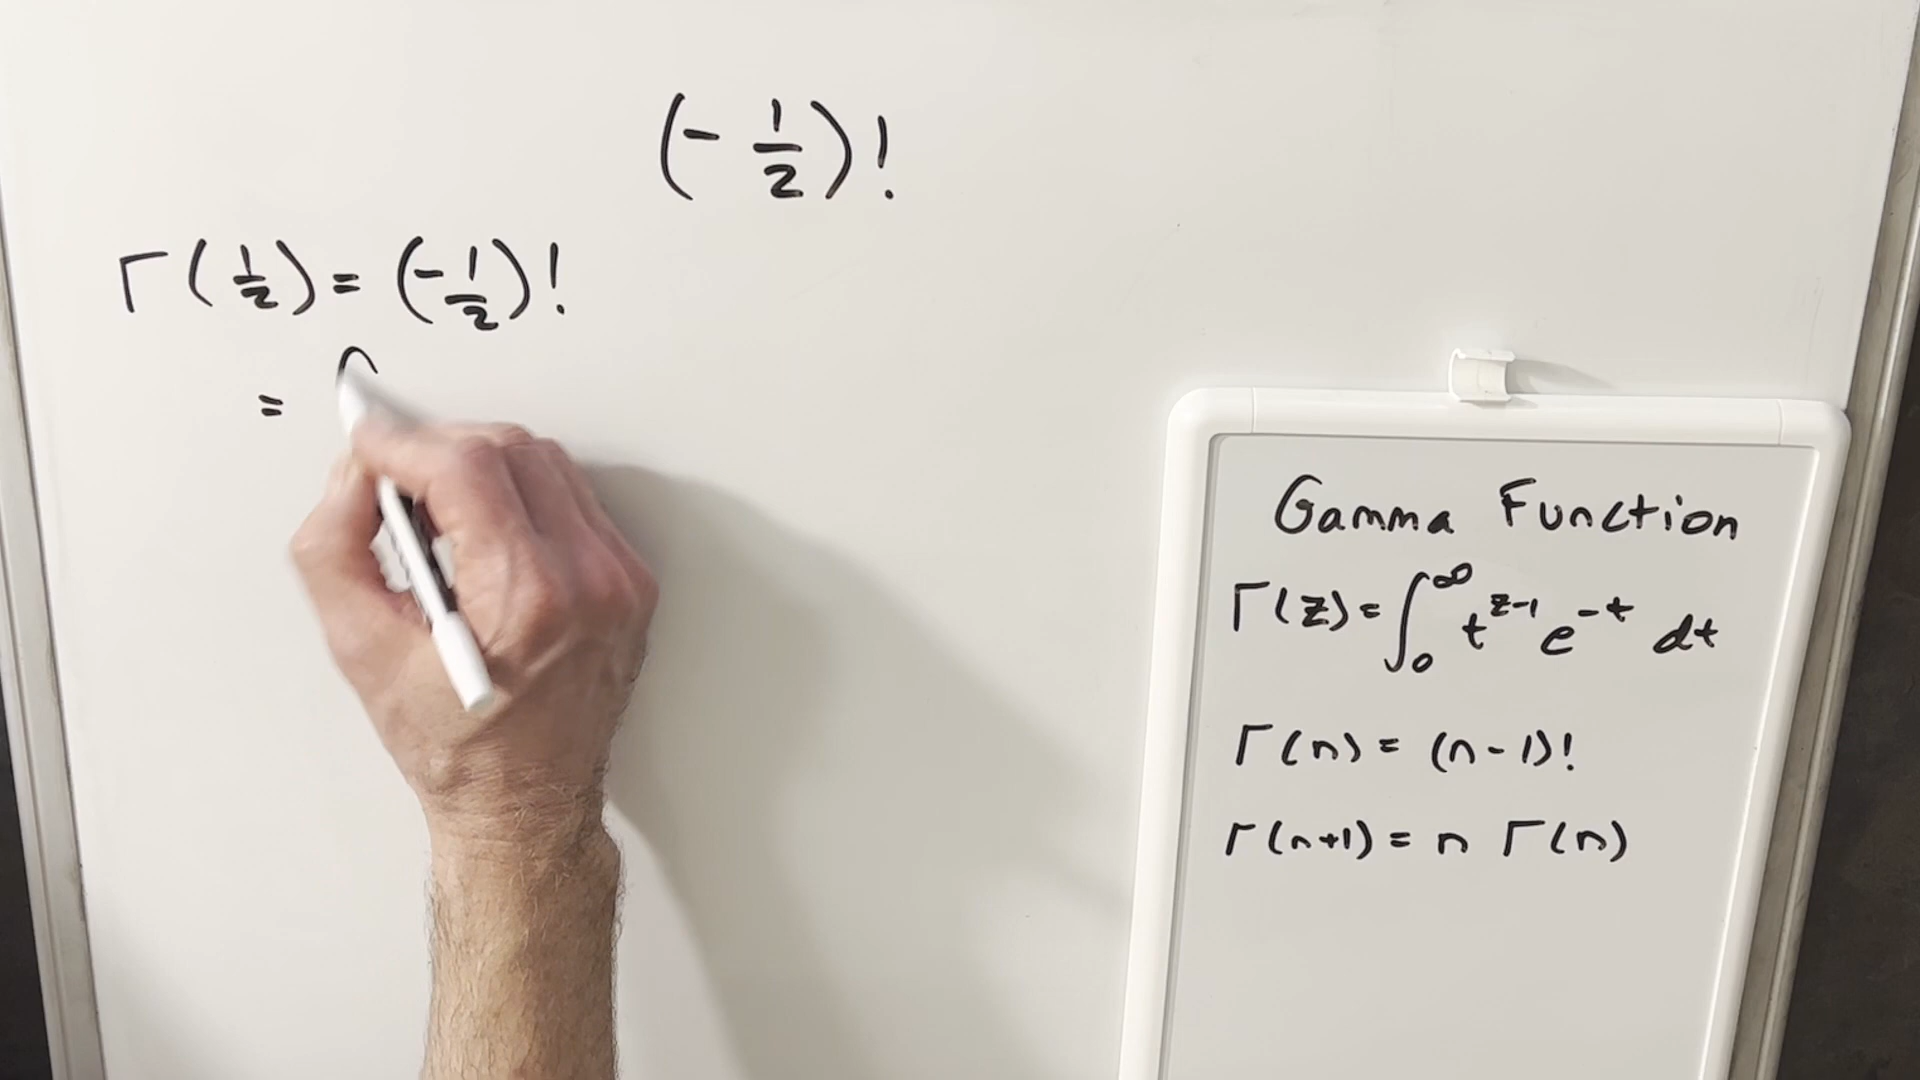 (- 1/2)!
Γ(1/2) = (-1/2)!
= ∫
Gamma Function
Γ(z) = ∫₀^∞ t^(z-1) e^(-t) dt
Γ(n) = (n-1)!
Γ(n+1) = n Γ(n)